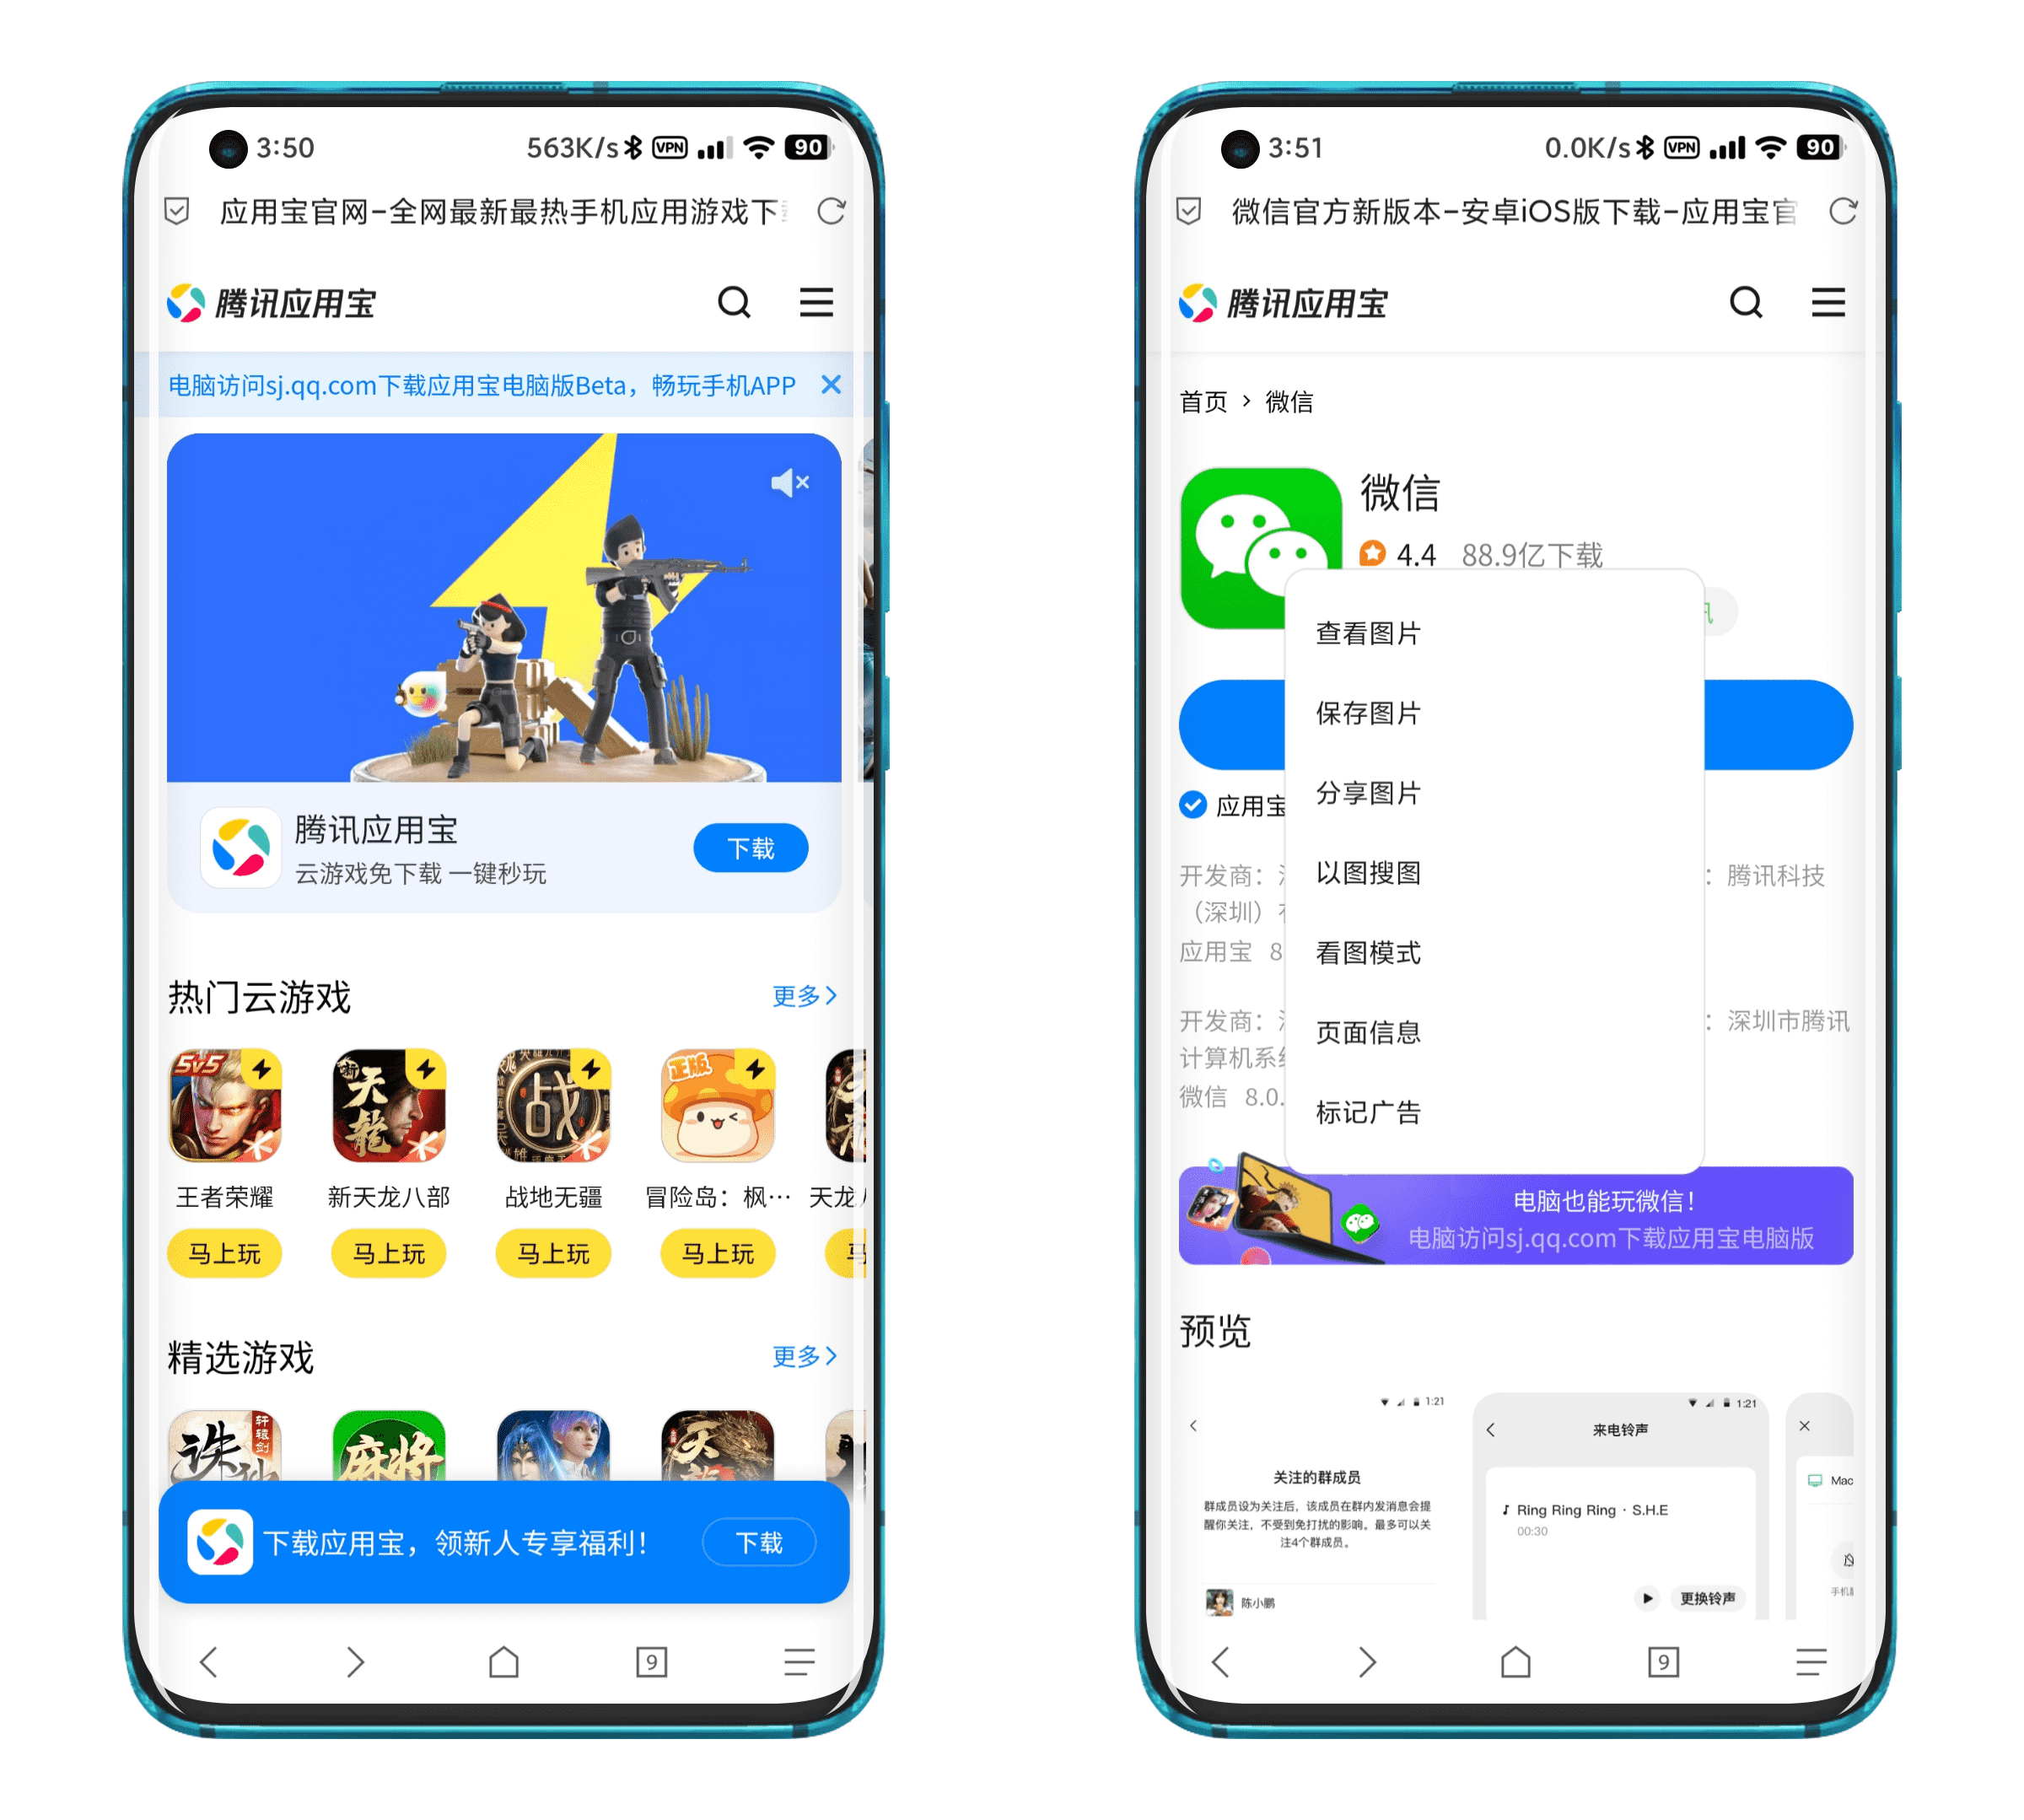 3:50
563K/s VPN 90
应用宝官网-全网最新最热手机应用游戏下
腾讯应用宝
电脑访问sj.qq.com下载应用宝电脑版Beta，畅玩手机APP
腾讯应用宝
云游戏免下载 一键秒玩
下载
热门云游戏
更多
5v5
新天龍
战
正版
王者荣耀
新天龙八部
战地无疆
冒险岛：枫…
天龙
马上玩
马上玩
马上玩
马上玩
马
精选游戏
更多
诛
轩辕剑
麻将
天龍
下载应用宝，领新人专享福利！
下载
9
3:51
0.0K/s VPN 90
微信官方新版本-安卓iOS版下载-应用宝官
腾讯应用宝
首页 > 微信
微信
4.4 88.9亿下载
查看图片
保存图片
分享图片
以图搜图
看图模式
页面信息
标记广告
应用宝
开发商：
：腾讯科技
（深圳）
应用宝 8
开发商：
：深圳市腾讯
计算机系
微信 8.0.
电脑也能玩微信！
电脑访问sj.qq.com下载应用宝电脑版
预览
1:21
关注的群成员
群成员设为关注后，该成员在群内发消息会提
醒你关注，不受到免打扰的影响。最多可以关
注4个群成员。
陈小鹏
1:21
来电铃声
Ring Ring Ring · S.H.E
00:30
更换铃声
Mac
手机
9